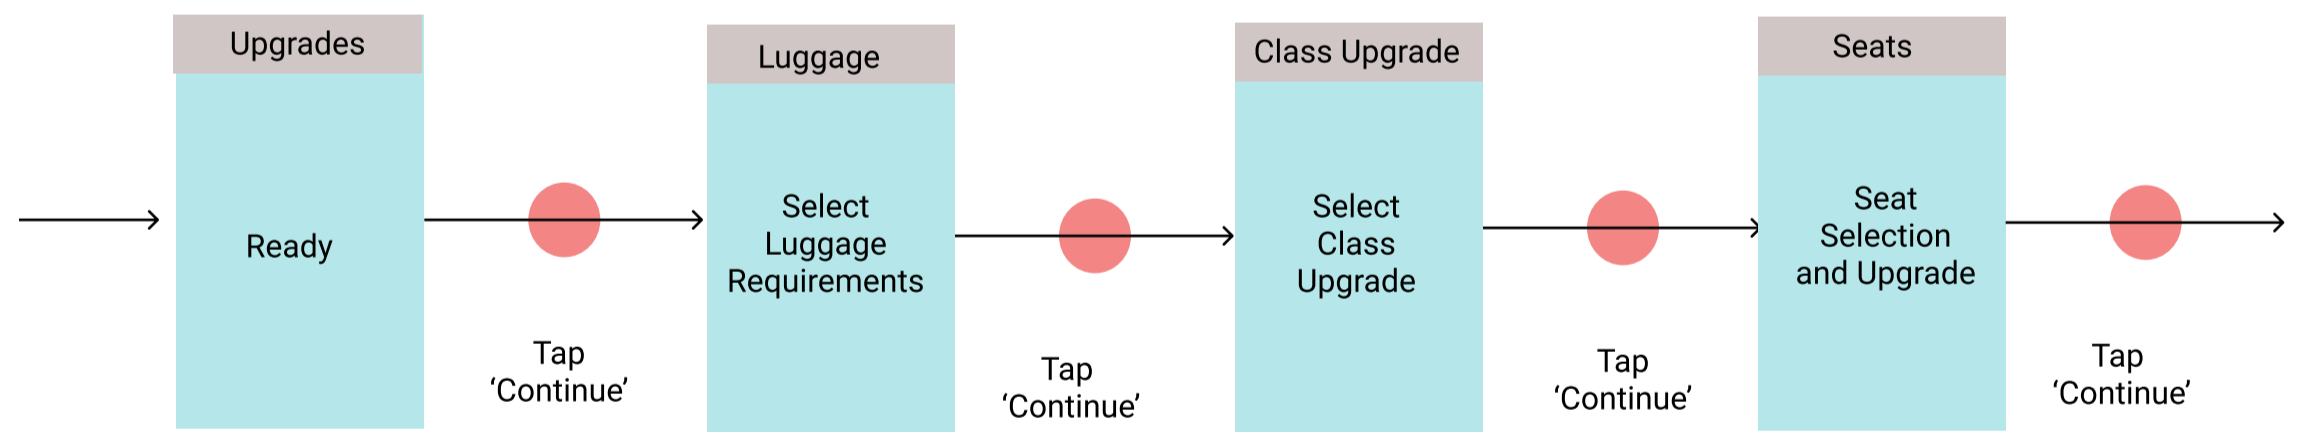 Upgrades
Ready
Tap
‘Continue’
Luggage
Select
Luggage
Requirements
Tap
‘Continue’
Class Upgrade
Select
Class
Upgrade
Tap
‘Continue’
Seats
Seat
Selection
and Upgrade
Tap
‘Continue’